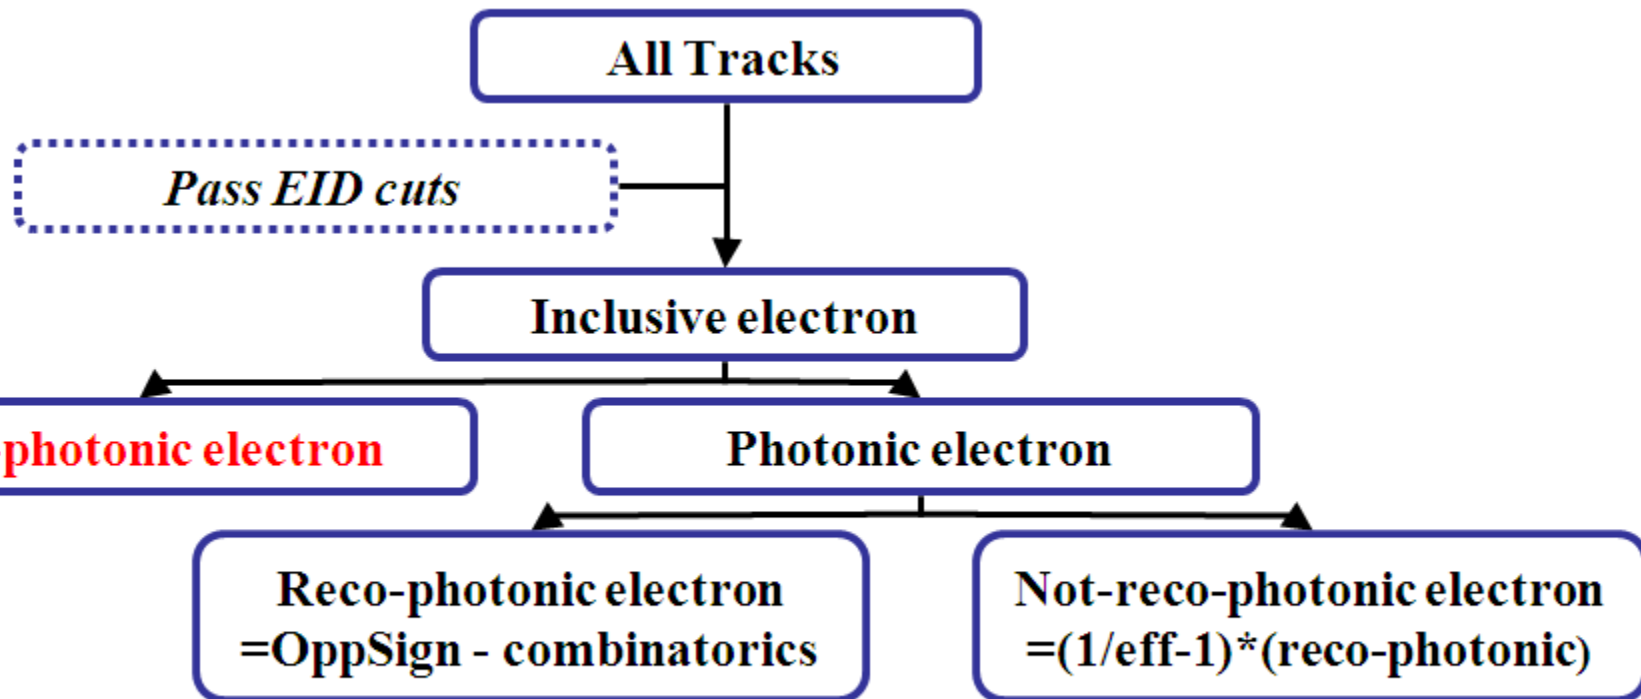 All Tracks
Pass EID cuts
Inclusive electron
-photonic electron
Photonic electron
Reco-photonic electron
=OppSign - combinatorics
Not-reco-photonic electron
=(1/eff-1)*(reco-photonic)